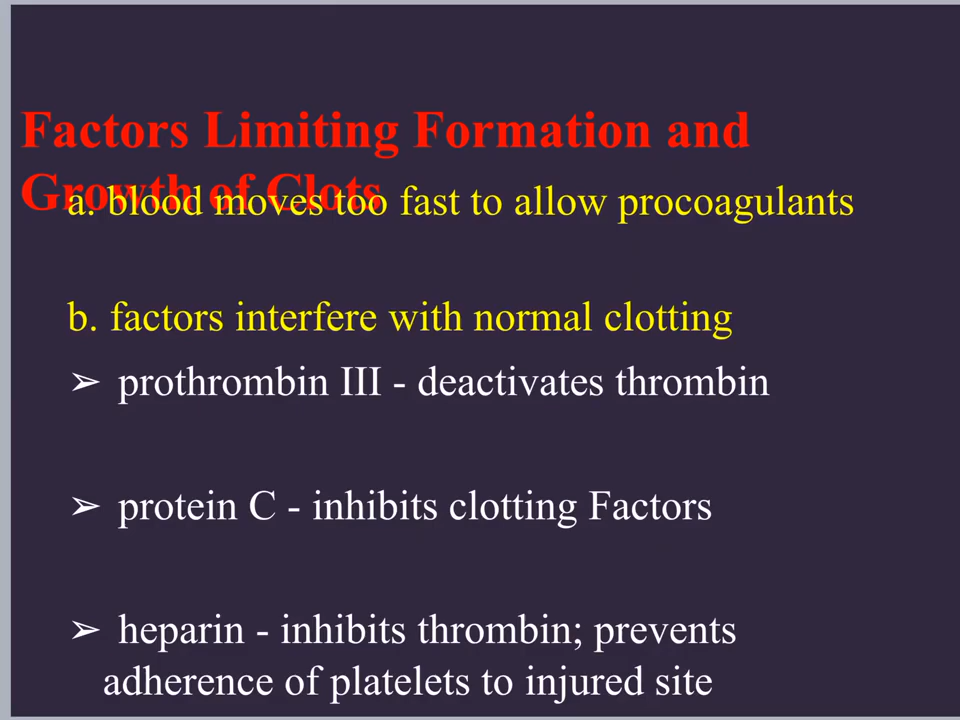 Factors Limiting Formation and
Growth of Clots
a. blood moves too fast to allow procoagulants
b. factors interfere with normal clotting
➢ prothrombin III - deactivates thrombin
➢ protein C - inhibits clotting Factors
➢ heparin - inhibits thrombin; prevents
adherence of platelets to injured site